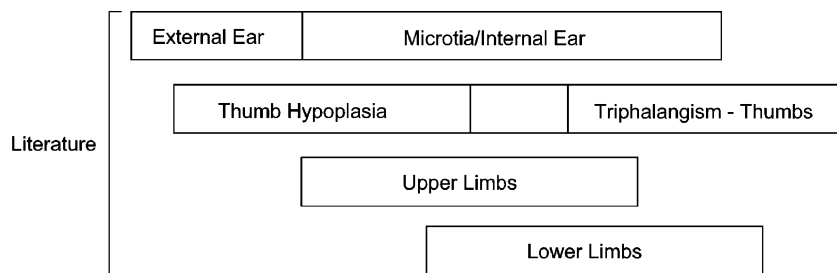 External Ear
Microtia/Internal Ear
Thumb Hypoplasia
Triphalangism - Thumbs
Literature
Upper Limbs
Lower Limbs